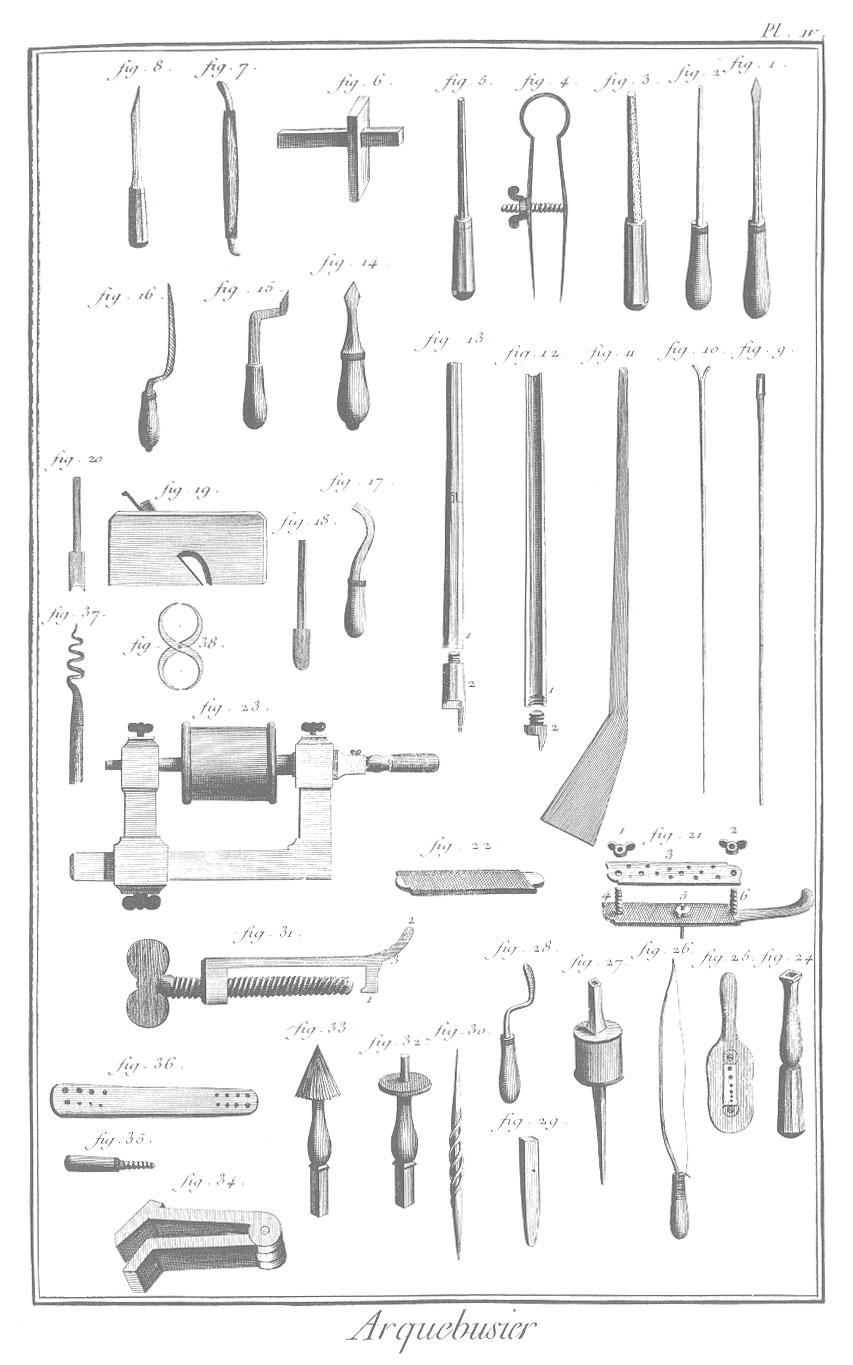 Pl. IV.
fig. 8. fig. 7. fig. 6. fig. 5. fig. 4. fig. 3. fig. 2 fig. 1.
fig. 16. fig. 15. fig. 14.
fig. 13. fig. 12. fig. 11 fig. 10. fig. 9.
fig. 20 fig. 19. fig. 18. fig. 17.
1
2
1
2
fig. 37. fig. 38.
fig. 23.
fig. 22. 1 fig. 21 2
3
4 5 6
fig. 31. 2
3
1
fig. 28. fig. 27. fig. 26. fig. 25. fig. 24
fig. 36. fig. 33. fig. 32. fig. 30.
fig. 35. fig. 29.
fig. 34.
Arquebusier